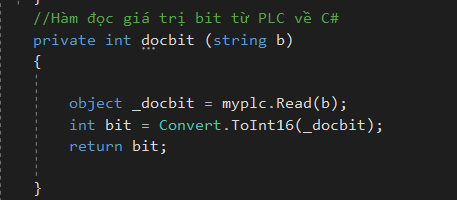 }
//Hàm đọc giá trị bit từ PLC về C#
private int docbit (string b)
{
object _docbit = myplc.Read(b);
int bit = Convert.ToInt16(_docbit);
return bit;
}